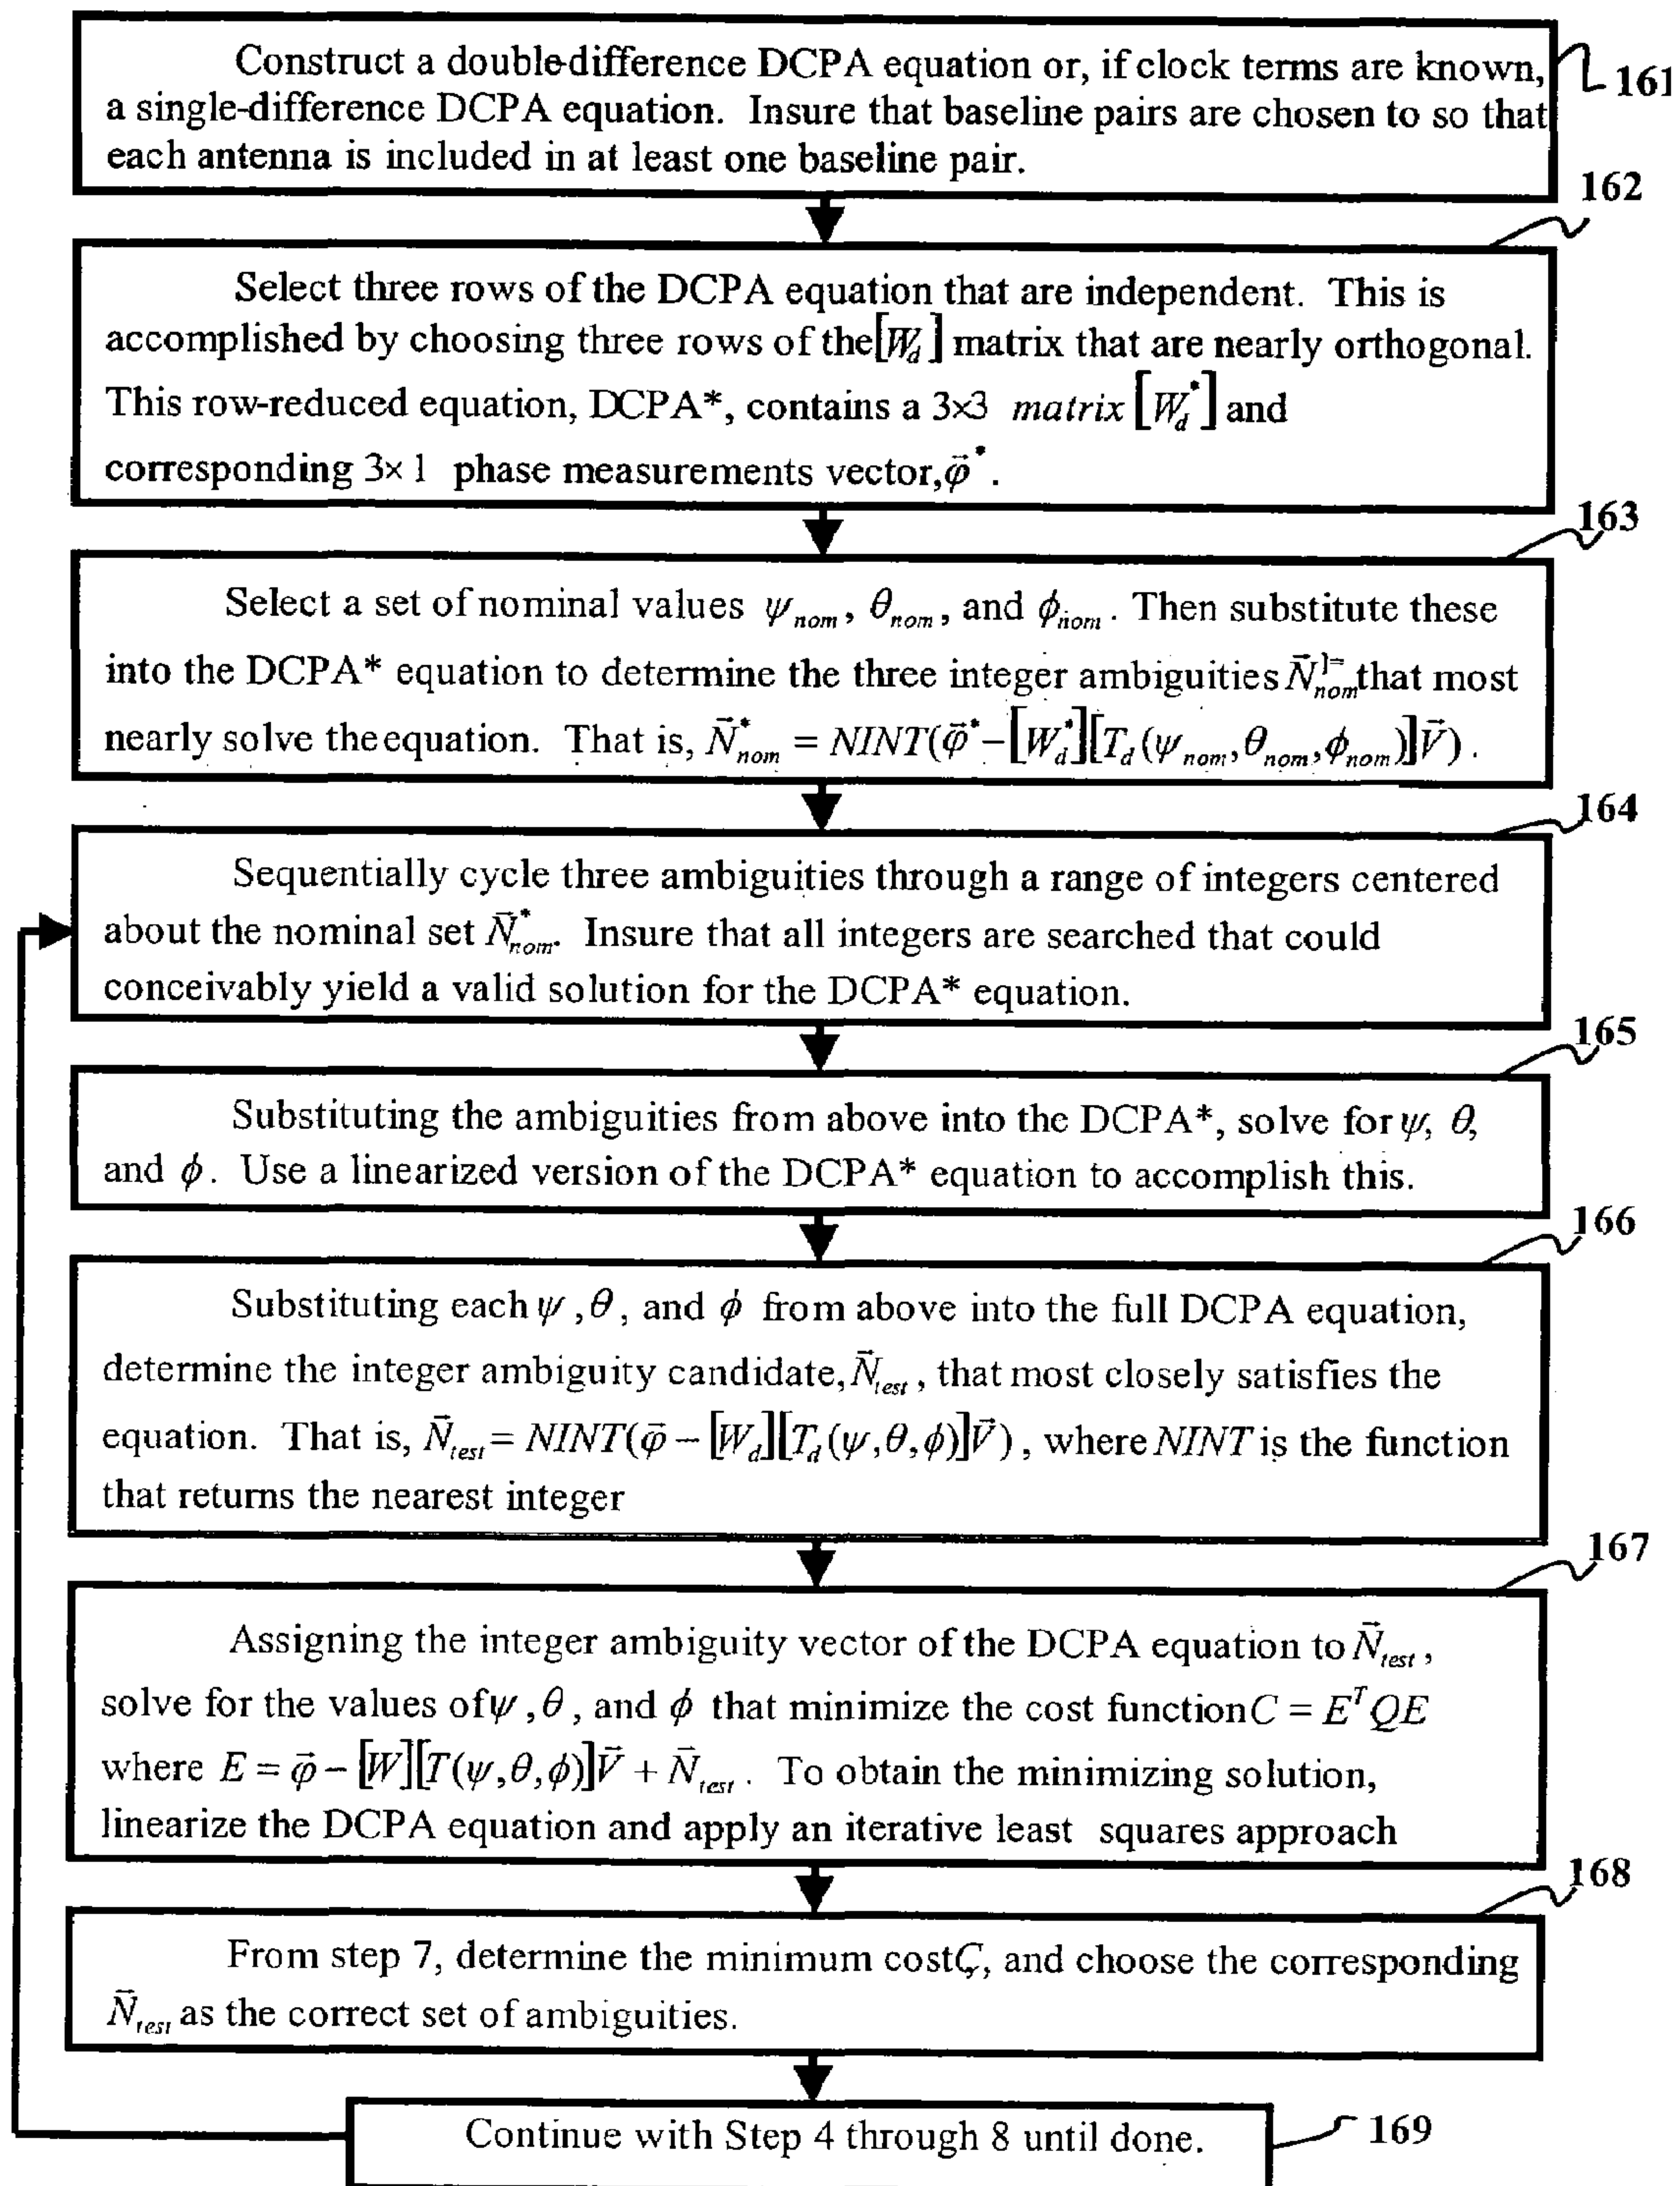 Construct a double-difference DCPA equation or, if clock terms are known,
a single-difference DCPA equation. Insure that baseline pairs are chosen to so that
each antenna is included in at least one baseline pair.
161
162
Select three rows of the DCPA equation that are independent. This is
accomplished by choosing three rows of the [W_d] matrix that are nearly orthogonal.
This row-reduced equation, DCPA*, contains a 3×3 matrix [W_d^*] and
corresponding 3×1 phase measurements vector, φ⃗^*.
163
Select a set of nominal values ψ_nom, θ_nom, and ϕ_nom. Then substitute these
into the DCPA* equation to determine the three integer ambiguities N⃗_nom^}= that most
nearly solve the equation. That is, N⃗_nom^* = NINT(φ⃗^* − [W_d^*][T_d(ψ_nom, θ_nom, ϕ_nom)]V⃗).
164
Sequentially cycle three ambiguities through a range of integers centered
about the nominal set N⃗_nom^*. Insure that all integers are searched that could
conceivably yield a valid solution for the DCPA* equation.
165
Substituting the ambiguities from above into the DCPA*, solve for ψ, θ,
and ϕ. Use a linearized version of the DCPA* equation to accomplish this.
166
Substituting each ψ, θ, and ϕ from above into the full DCPA equation,
determine the integer ambiguity candidate, N⃗_test, that most closely satisfies the
equation. That is, N⃗_test = NINT(φ⃗ − [W_d][T_d(ψ,θ,ϕ)]V⃗), where NINT is the function
that returns the nearest integer
167
Assigning the integer ambiguity vector of the DCPA equation to N⃗_test,
solve for the values of ψ, θ, and ϕ that minimize the cost function C = E^T QE
where E = φ⃗ − [W][T(ψ,θ,ϕ)]V⃗ + N⃗_test. To obtain the minimizing solution,
linearize the DCPA equation and apply an iterative least squares approach
168
From step 7, determine the minimum cost C, and choose the corresponding
N⃗_test as the correct set of ambiguities.
Continue with Step 4 through 8 until done.
169